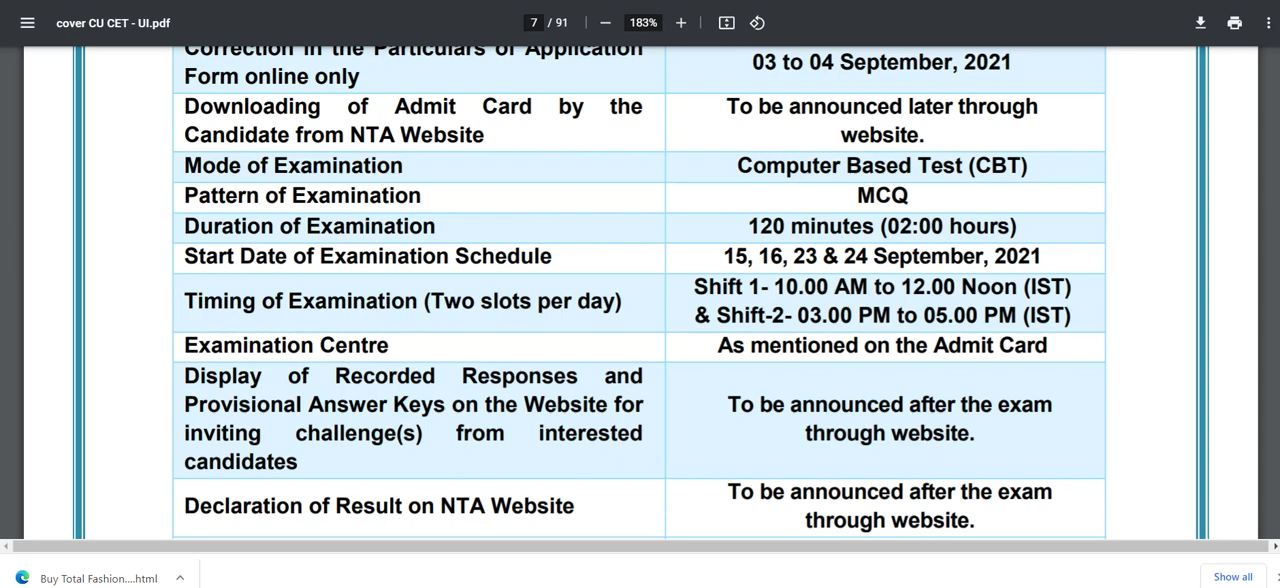 cover CU CET - UI.pdf
7 / 91
183%
Correction in the Particulars of Application
Form online only
03 to 04 September, 2021
Downloading of Admit Card by the
Candidate from NTA Website
To be announced later through
website.
Mode of Examination
Computer Based Test (CBT)
Pattern of Examination
MCQ
Duration of Examination
120 minutes (02:00 hours)
Start Date of Examination Schedule
15, 16, 23 & 24 September, 2021
Timing of Examination (Two slots per day)
Shift 1- 10.00 AM to 12.00 Noon (IST)
& Shift-2- 03.00 PM to 05.00 PM (IST)
Examination Centre
As mentioned on the Admit Card
Display of Recorded Responses and
Provisional Answer Keys on the Website for
inviting challenge(s) from interested
candidates
To be announced after the exam
through website.
Declaration of Result on NTA Website
To be announced after the exam
through website.
Buy Total Fashion....html
Show all